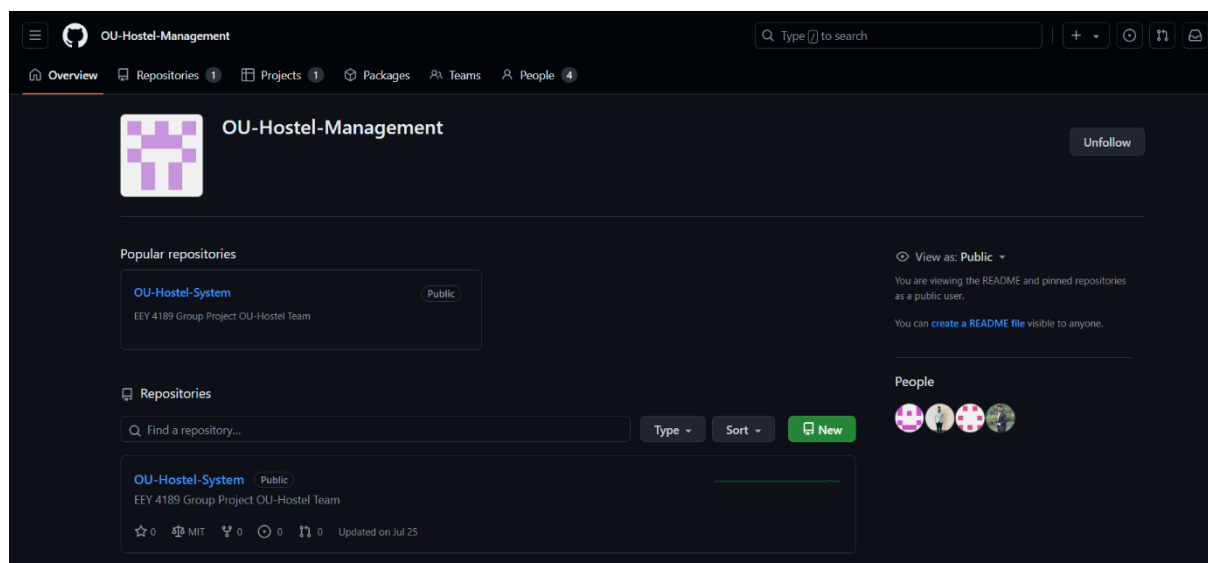 OU-Hostel-Management
Type / to search
Overview
Repositories 1
Projects 1
Packages
Teams
People 4
OU-Hostel-Management
Unfollow
Popular repositories
OU-Hostel-System
Public
EEY 4189 Group Project OU-Hostel Team
View as: Public
You are viewing the README and pinned repositories
as a public user.
You can create a README file visible to anyone.
Repositories
Find a repository...
Type
Sort
New
People
OU-Hostel-System
Public
EEY 4189 Group Project OU-Hostel Team
0 MIT 0 0 0 Updated on Jul 25